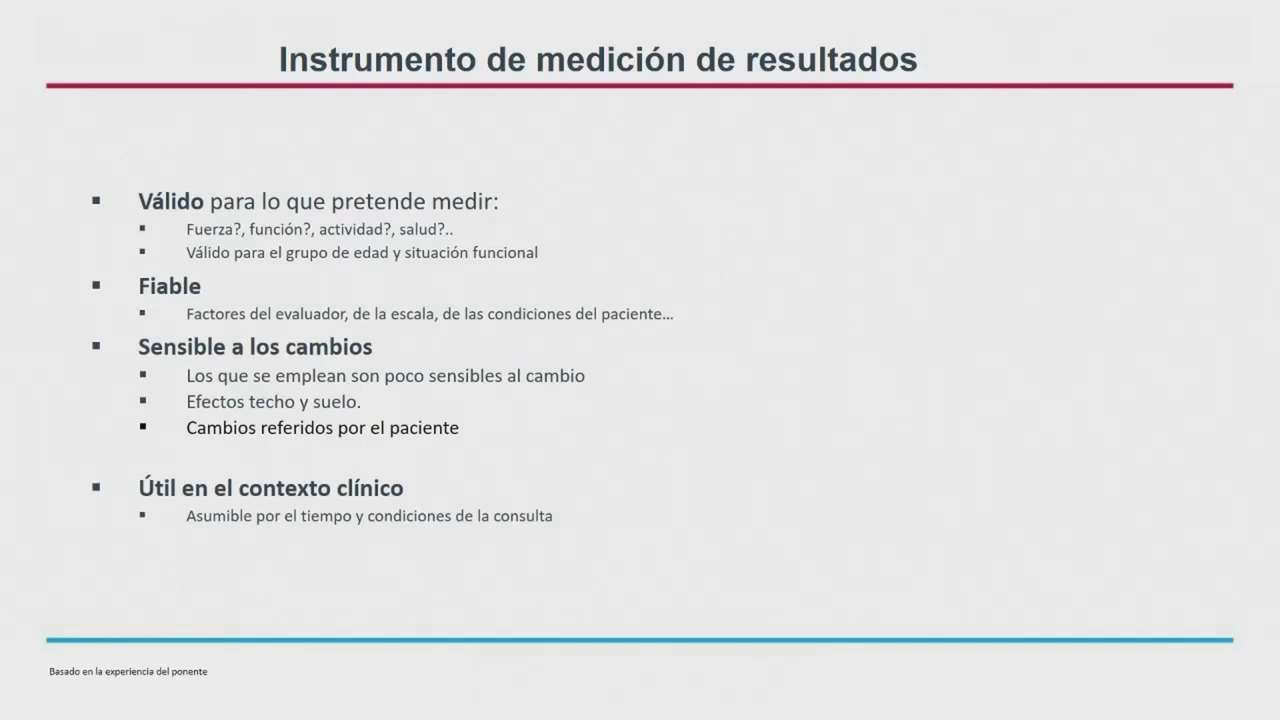 Instrumento de medición de resultados
▪ Válido para lo que pretende medir:
▪ Fuerza?, función?, actividad?, salud?..
▪ Válido para el grupo de edad y situación funcional
▪ Fiable
▪ Factores del evaluador, de la escala, de las condiciones del paciente...
▪ Sensible a los cambios
▪ Los que se emplean son poco sensibles al cambio
▪ Efectos techo y suelo.
▪ Cambios referidos por el paciente
▪ Útil en el contexto clínico
▪ Asumible por el tiempo y condiciones de la consulta
Basado en la experiencia del ponente